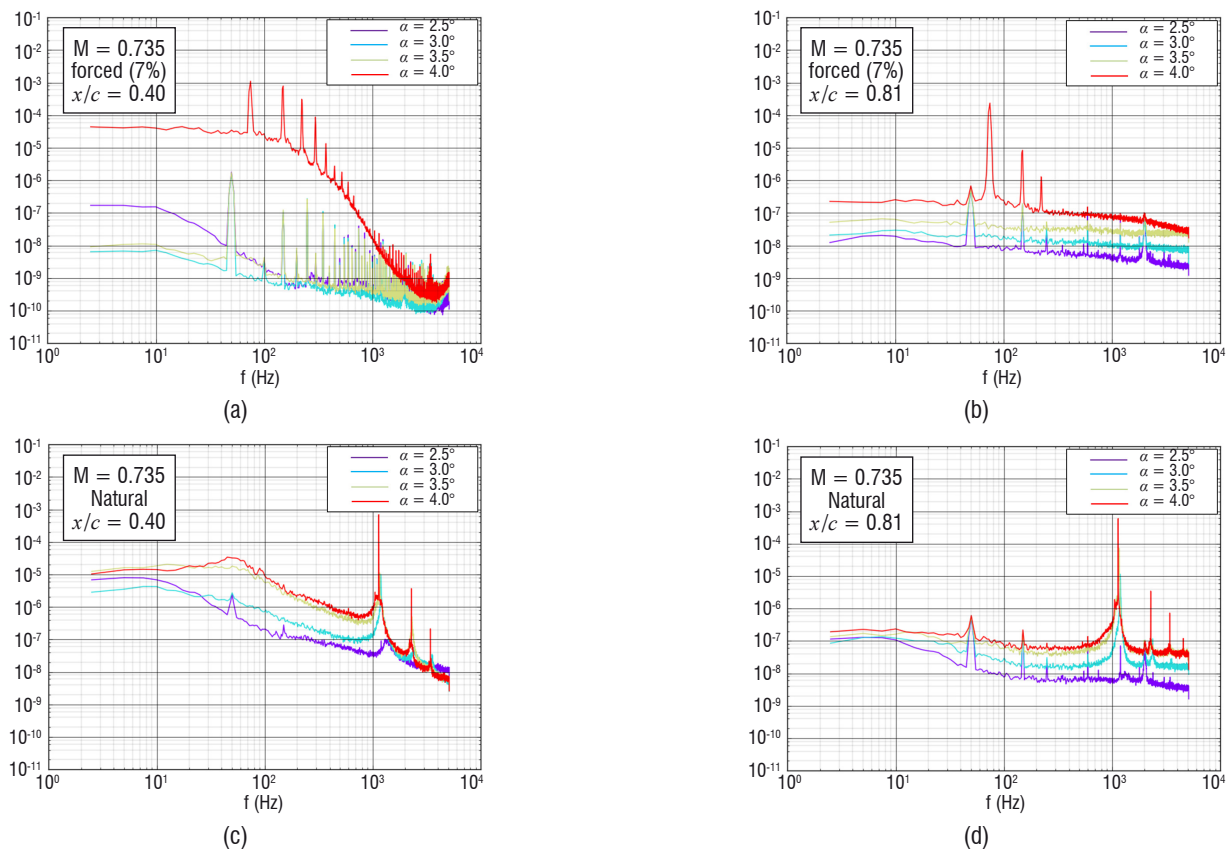 10⁻¹
10⁻²
10⁻³
10⁻⁴
10⁻⁵
10⁻⁶
10⁻⁷
10⁻⁸
10⁻⁹
10⁻¹⁰
10⁻¹¹
M = 0.735
forced (7%)
x/c = 0.40
α = 2.5°
α = 3.0°
α = 3.5°
α = 4.0°
10⁰ 10¹ 10² 10³ 10⁴
f (Hz)
(a)
10⁻¹
10⁻²
10⁻³
10⁻⁴
10⁻⁵
10⁻⁶
10⁻⁷
10⁻⁸
10⁻⁹
10⁻¹⁰
10⁻¹¹
M = 0.735
forced (7%)
x/c = 0.81
α = 2.5°
α = 3.0°
α = 3.5°
α = 4.0°
10⁰ 10¹ 10² 10³ 10⁴
f (Hz)
(b)
10⁻¹
10⁻²
10⁻³
10⁻⁴
10⁻⁵
10⁻⁶
10⁻⁷
10⁻⁸
10⁻⁹
10⁻¹⁰
10⁻¹¹
M = 0.735
Natural
x/c = 0.40
α = 2.5°
α = 3.0°
α = 3.5°
α = 4.0°
10⁰ 10¹ 10² 10³ 10⁴
f (Hz)
(c)
10⁻¹
10⁻²
10⁻³
10⁻⁴
10⁻⁵
10⁻⁶
10⁻⁷
10⁻⁸
10⁻⁹
10⁻¹⁰
10⁻¹¹
M = 0.735
Natural
x/c = 0.81
α = 2.5°
α = 3.0°
α = 3.5°
α = 4.0°
10⁰ 10¹ 10² 10³ 10⁴
f (Hz)
(d)